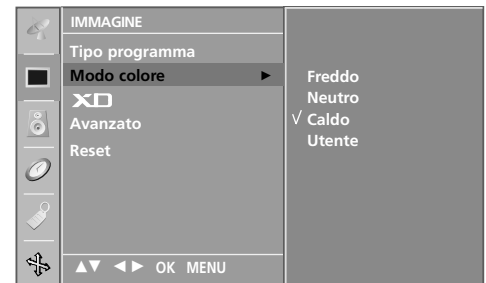 IMMAGINE
Tipo programma
Modo colore ►
XD
Avanzato
Reset
▲▼ ◄► OK MENU
Freddo
Neutro
√ Caldo
Utente